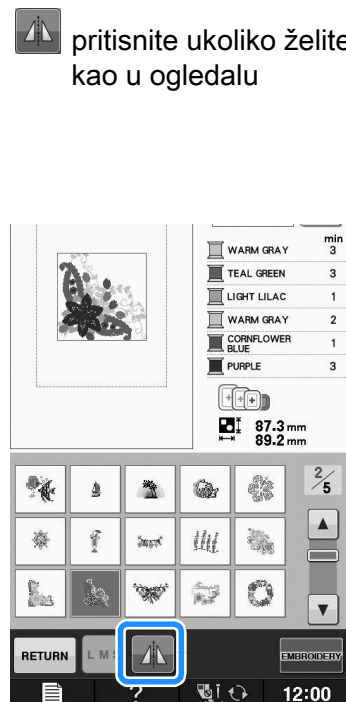 pritisnite ukoliko želite
kao u ogledalu
min
WARM GRAY 3
TEAL GREEN 3
LIGHT LILAC 1
WARM GRAY 2
CORNFLOWER
BLUE 1
PURPLE 3
87.3 mm
89.2 mm
2/5
RETURN L M S EMBROIDERY
? 12:00